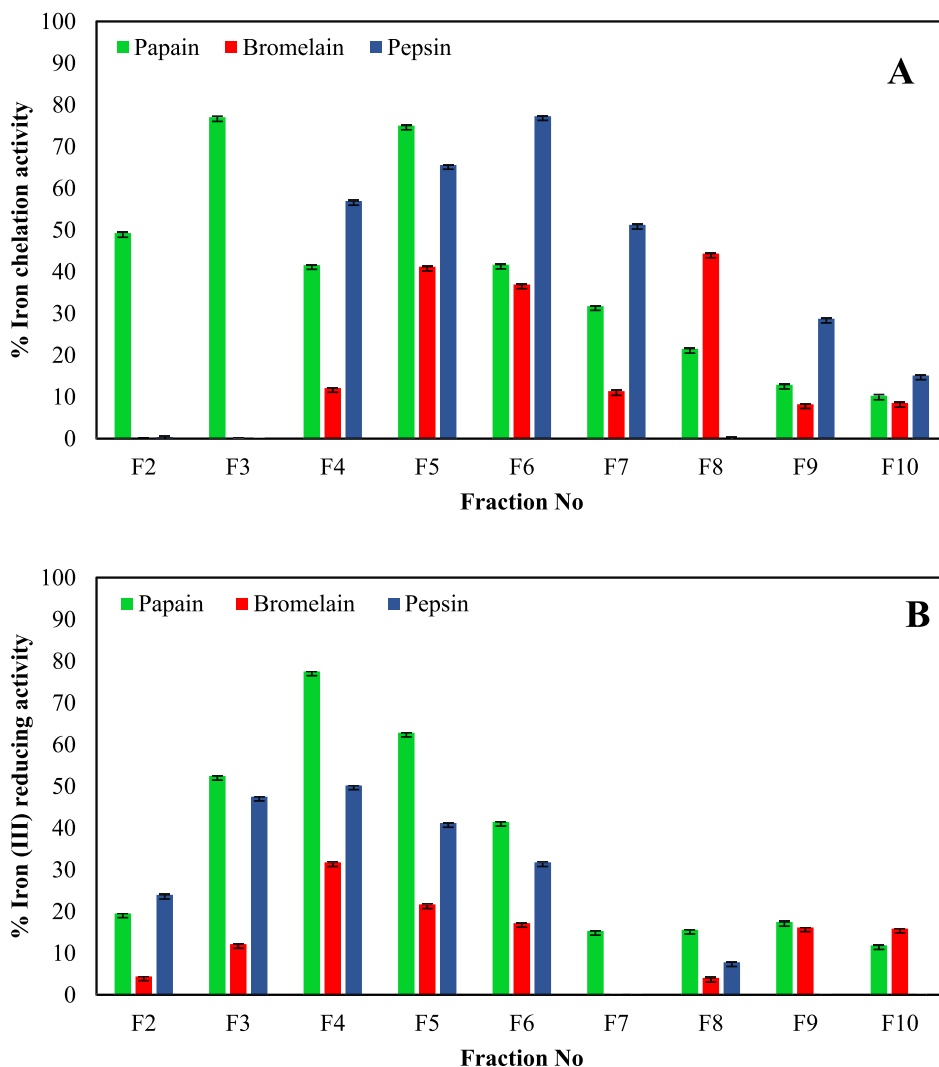 100
90
80
70
60
50
40
30
20
10
0
% Iron chelation activity
Papain Bromelain Pepsin
A
F2 F3 F4 F5 F6 F7 F8 F9 F10
Fraction No
100
90
80
70
60
50
40
30
20
10
0
% Iron (III) reducing activity
Papain Bromelain Pepsin
B
F2 F3 F4 F5 F6 F7 F8 F9 F10
Fraction No